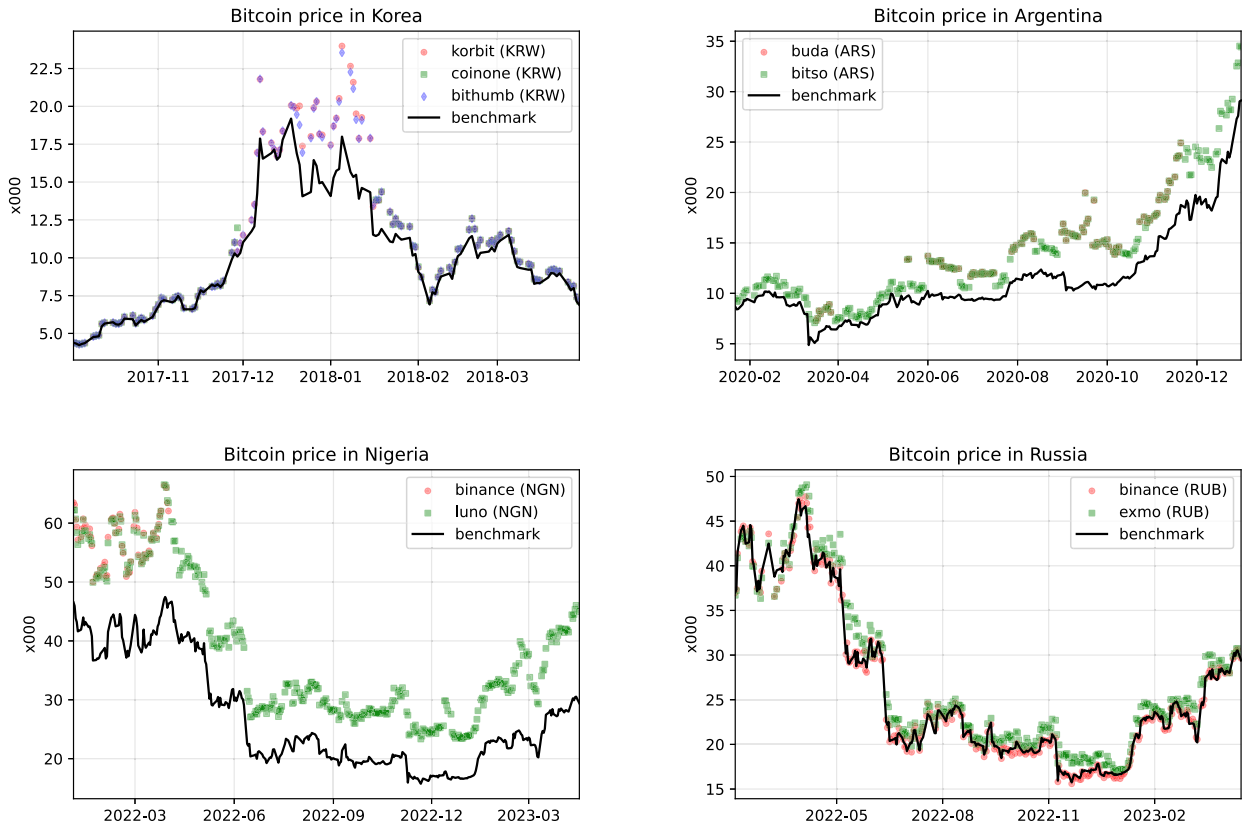 Bitcoin price in Korea
korbit (KRW)
coinone (KRW)
bithumb (KRW)
benchmark
x000
22.5
20.0
17.5
15.0
12.5
10.0
7.5
5.0
2017-11 2017-12 2018-01 2018-02 2018-03
Bitcoin price in Argentina
buda (ARS)
bitso (ARS)
benchmark
x000
35
30
25
20
15
10
5
2020-02 2020-04 2020-06 2020-08 2020-10 2020-12
Bitcoin price in Nigeria
binance (NGN)
luno (NGN)
benchmark
x000
60
50
40
30
20
2022-03 2022-06 2022-09 2022-12 2023-03
Bitcoin price in Russia
binance (RUB)
exmo (RUB)
benchmark
x000
50
45
40
35
30
25
20
15
2022-05 2022-08 2022-11 2023-02